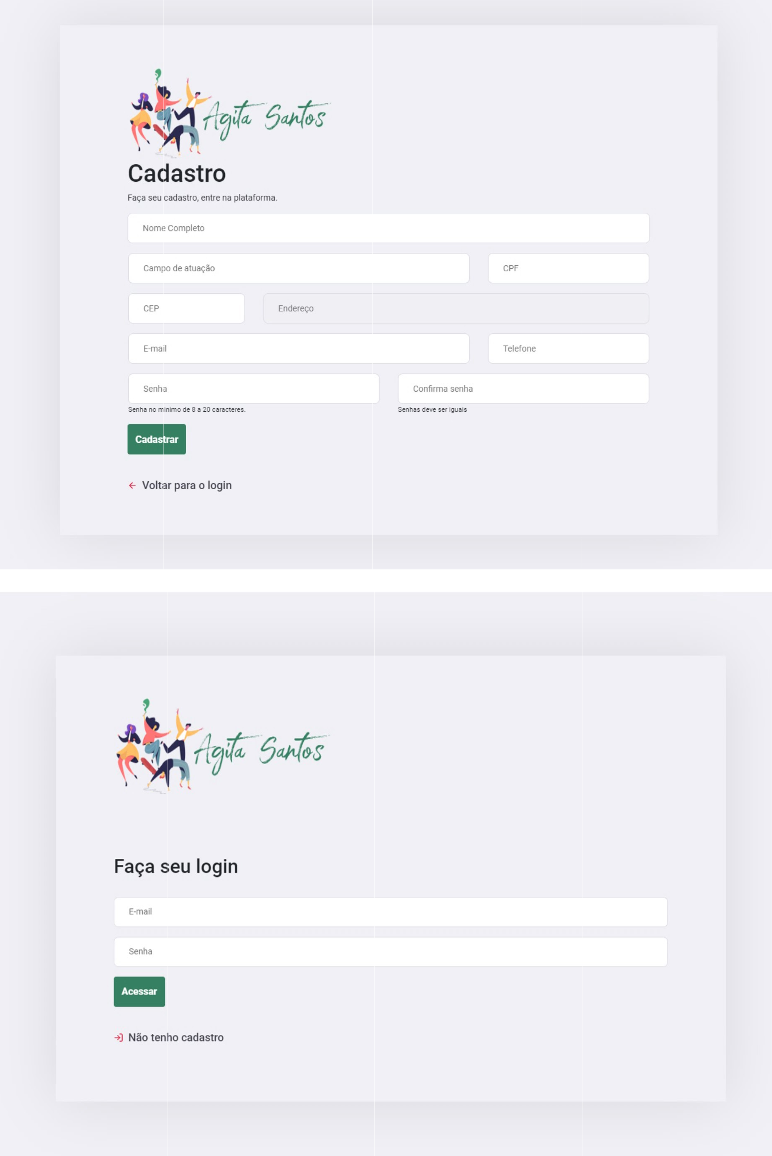 Agita Santos
Cadastro
Faça seu cadastro, entre na plataforma.
Nome Completo
Campo de atuação
CPF
CEP
Endereço
E-mail
Telefone
Senha
Confirma senha
Senha no mínimo de 8 a 20 caracteres.
Senhas deve ser iguais
Cadastrar
Voltar para o login
Agita Santos
Faça seu login
E-mail
Senha
Acessar
Não tenho cadastro